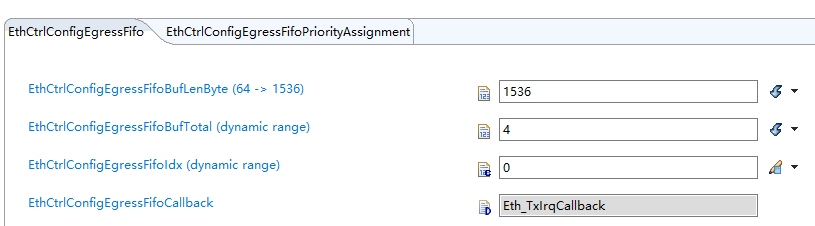 EthCtrlConfigEgressFifo EthCtrlConfigEgressFifoPriorityAssignment
EthCtrlConfigEgressFifoBufLenByte (64 -> 1536) 1536
EthCtrlConfigEgressFifoBufTotal (dynamic range) 4
EthCtrlConfigEgressFifoIdx (dynamic range) 0
EthCtrlConfigEgressFifoCallback Eth_TxIrqCallback